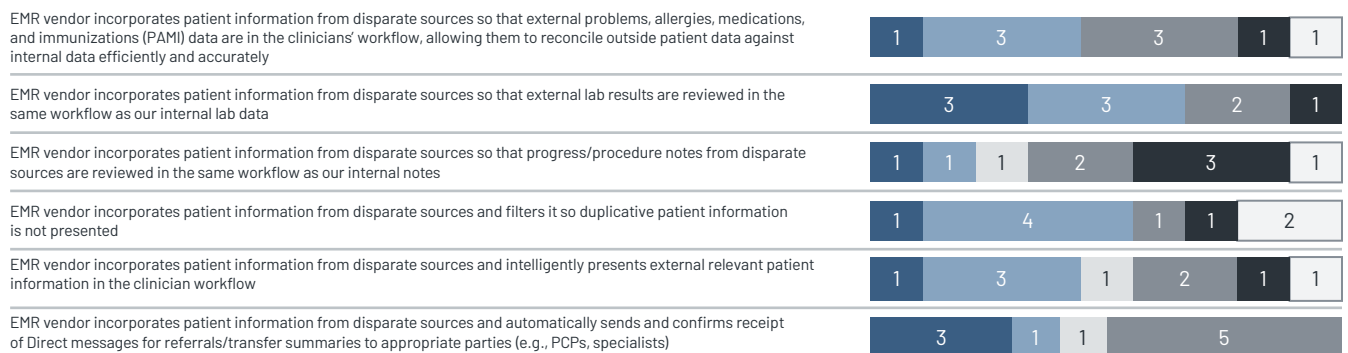 EMR vendor incorporates patient information from disparate sources so that external problems, allergies, medications,
and immunizations (PAMI) data are in the clinicians’ workflow, allowing them to reconcile outside patient data against
internal data efficiently and accurately
1 3 3 1 1
EMR vendor incorporates patient information from disparate sources so that external lab results are reviewed in the
same workflow as our internal lab data
3 3 2 1
EMR vendor incorporates patient information from disparate sources so that progress/procedure notes from disparate
sources are reviewed in the same workflow as our internal notes
1 1 1 2 3 1
EMR vendor incorporates patient information from disparate sources and filters it so duplicative patient information
is not presented
1 4 1 1 2
EMR vendor incorporates patient information from disparate sources and intelligently presents external relevant patient
information in the clinician workflow
1 3 1 2 1 1
EMR vendor incorporates patient information from disparate sources and automatically sends and confirms receipt
of Direct messages for referrals/transfer summaries to appropriate parties (e.g., PCPs, specialists)
3 1 1 5